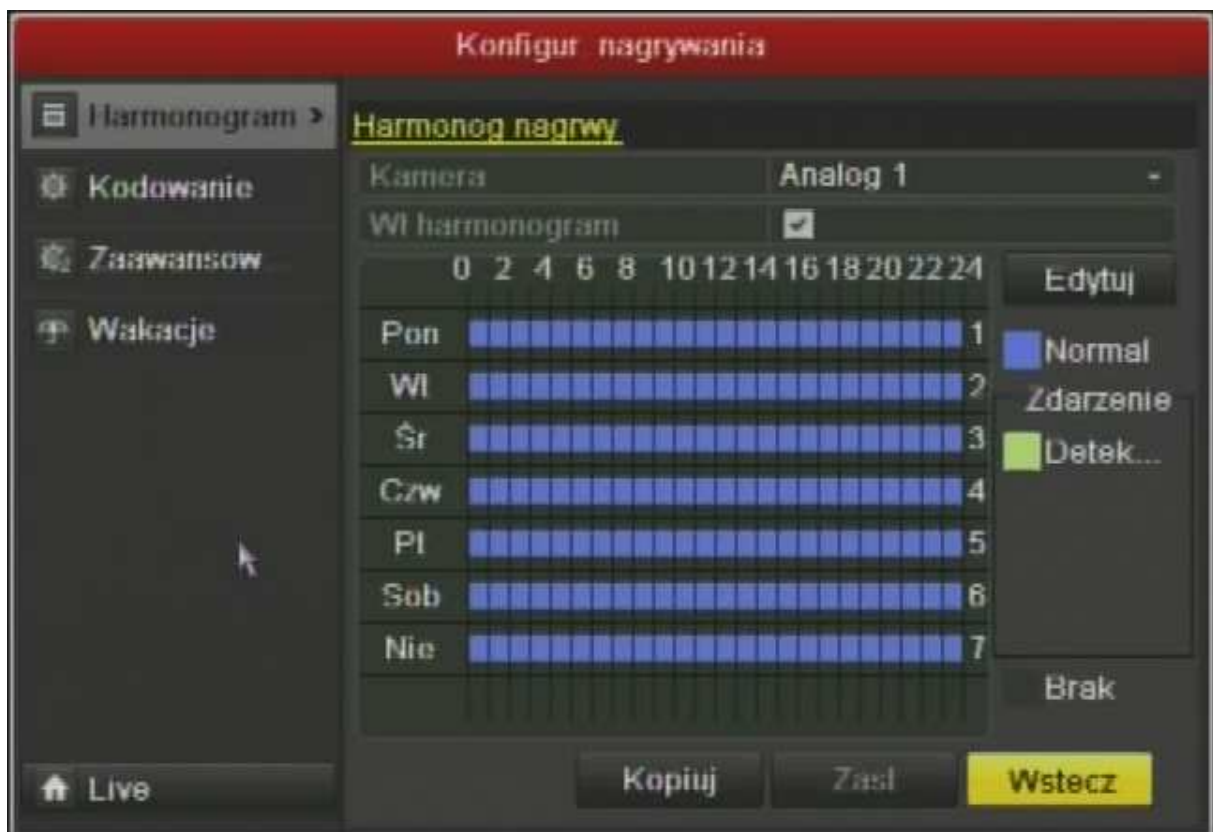 Konfigur nagrywania
Harmonogram >
Kodowanie
Zaawansow
Wakacje
Live
Harmonog nagrwy
Kamera Analog 1
Wł harmonogram
0 2 4 6 8 10 12 14 16 18 20 22 24
Pon 1
Wt 2
Śr 3
Czw 4
Pt 5
Sob 6
Nie 7
Edytuj
Normal
Zdarzenie
Detek...
Brak
Kopiuj
Zast
Wstecz